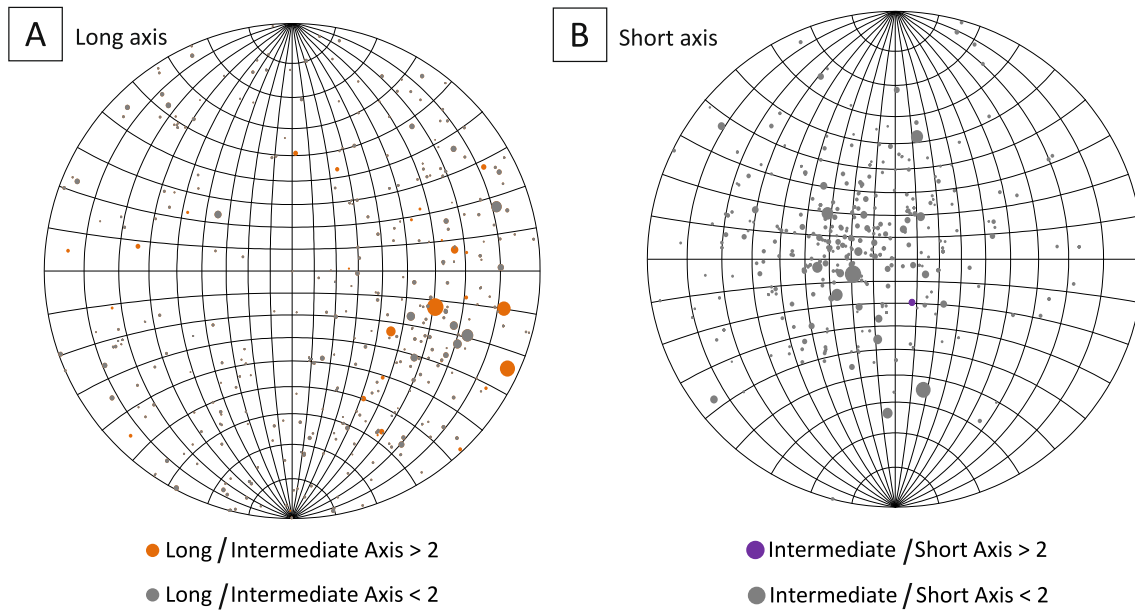 A Long axis
B Short axis
Long / Intermediate Axis > 2
Long / Intermediate Axis < 2
Intermediate / Short Axis > 2
Intermediate / Short Axis < 2